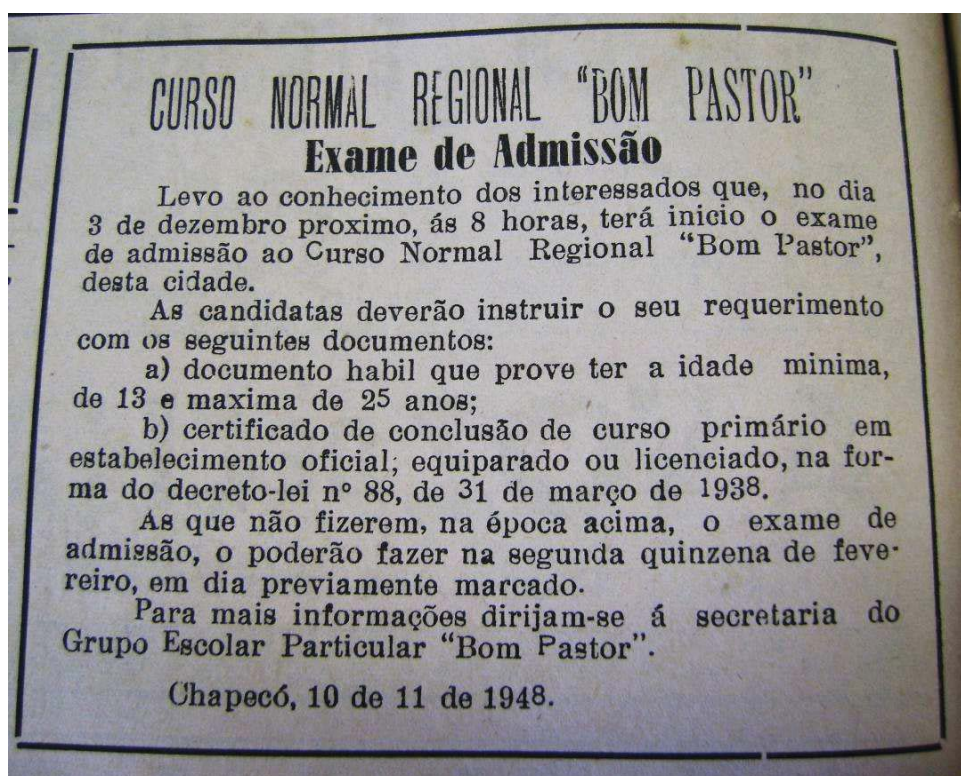 CURSO NORMAL REGIONAL "BOM PASTOR"
Exame de Admissão
Levo ao conhecimento dos interessados que, no dia
3 de dezembro proximo, ás 8 horas, terá inicio o exame
de admissão ao Curso Normal Regional "Bom Pastor",
desta cidade.
As candidatas deverão instruir o seu requerimento
com os seguintes documentos:
a) documento habil que prove ter a idade minima,
de 13 e maxima de 25 anos;
b) certificado de conclusão de curso primário em
estabelecimento oficial; equiparado ou licenciado, na for-
ma do decreto-lei nº 88, de 31 de março de 1938.
As que não fizerem, na época acima, o exame de
admissão, o poderão fazer na segunda quinzena de feve-
reiro, em dia previamente marcado.
Para mais informações dirijam-se á secretaria do
Grupo Escolar Particular "Bom Pastor".
Chapecó, 10 de 11 de 1948.